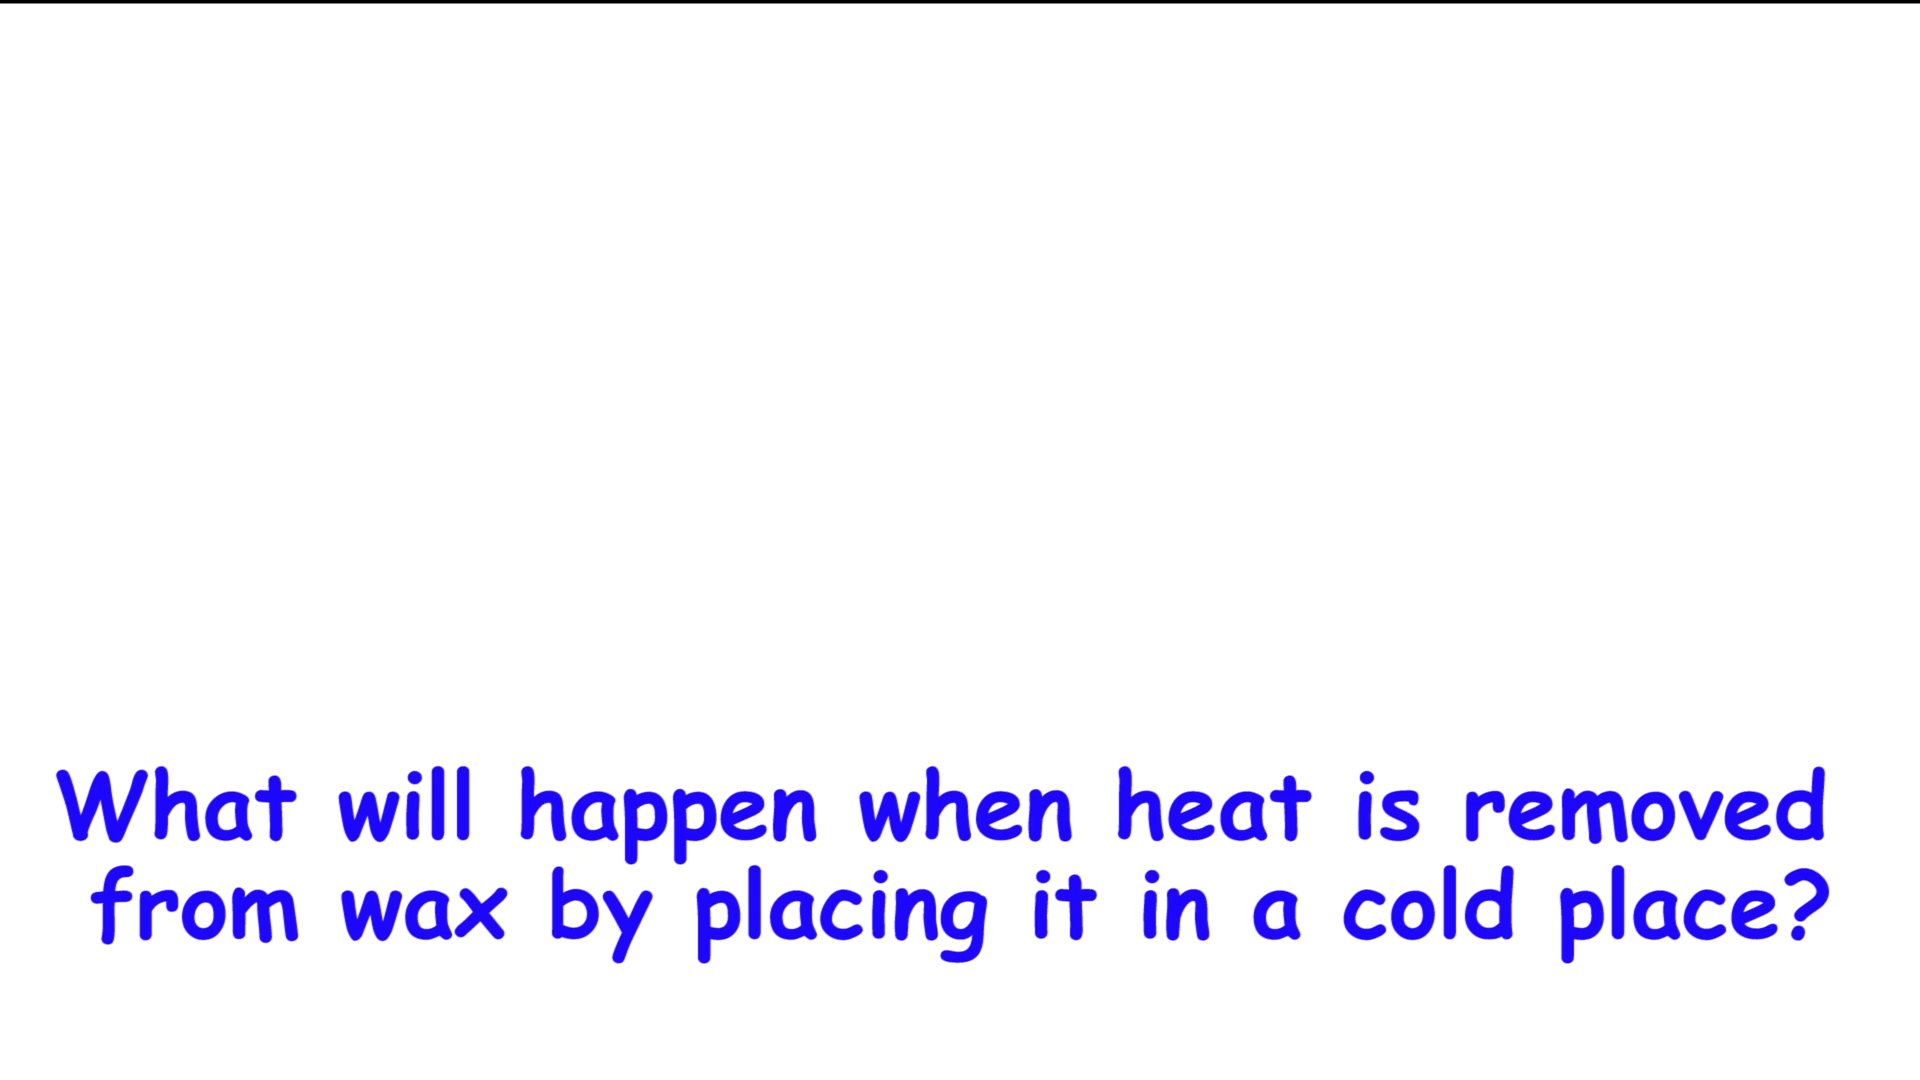 What will happen when heat is removed
from wax by placing it in a cold place?